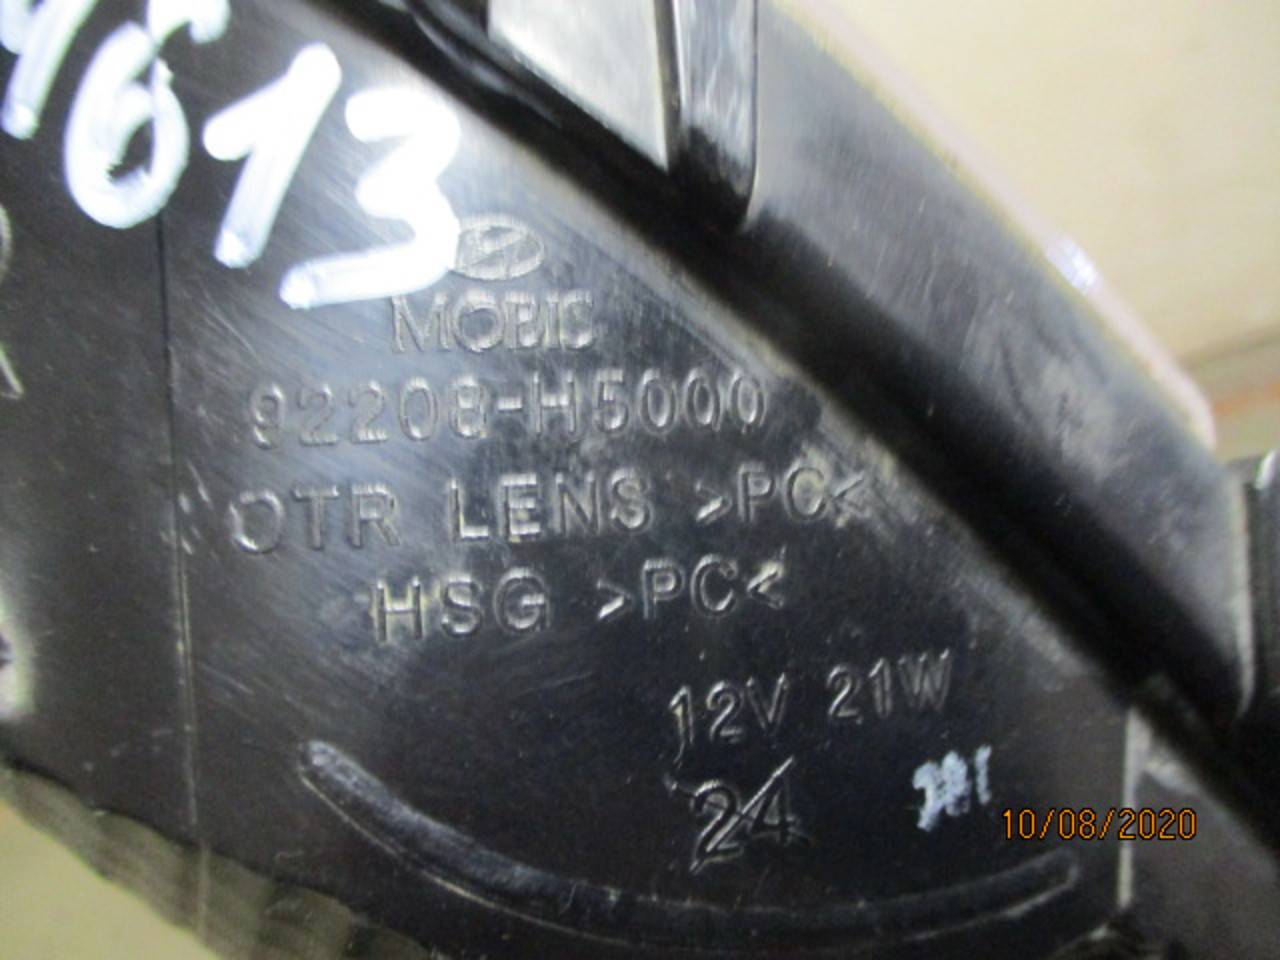 4613
MOBIS
92208-H5000
OTR LENS >PC<
HSG >PC<
12V 21W
24
10/08/2020